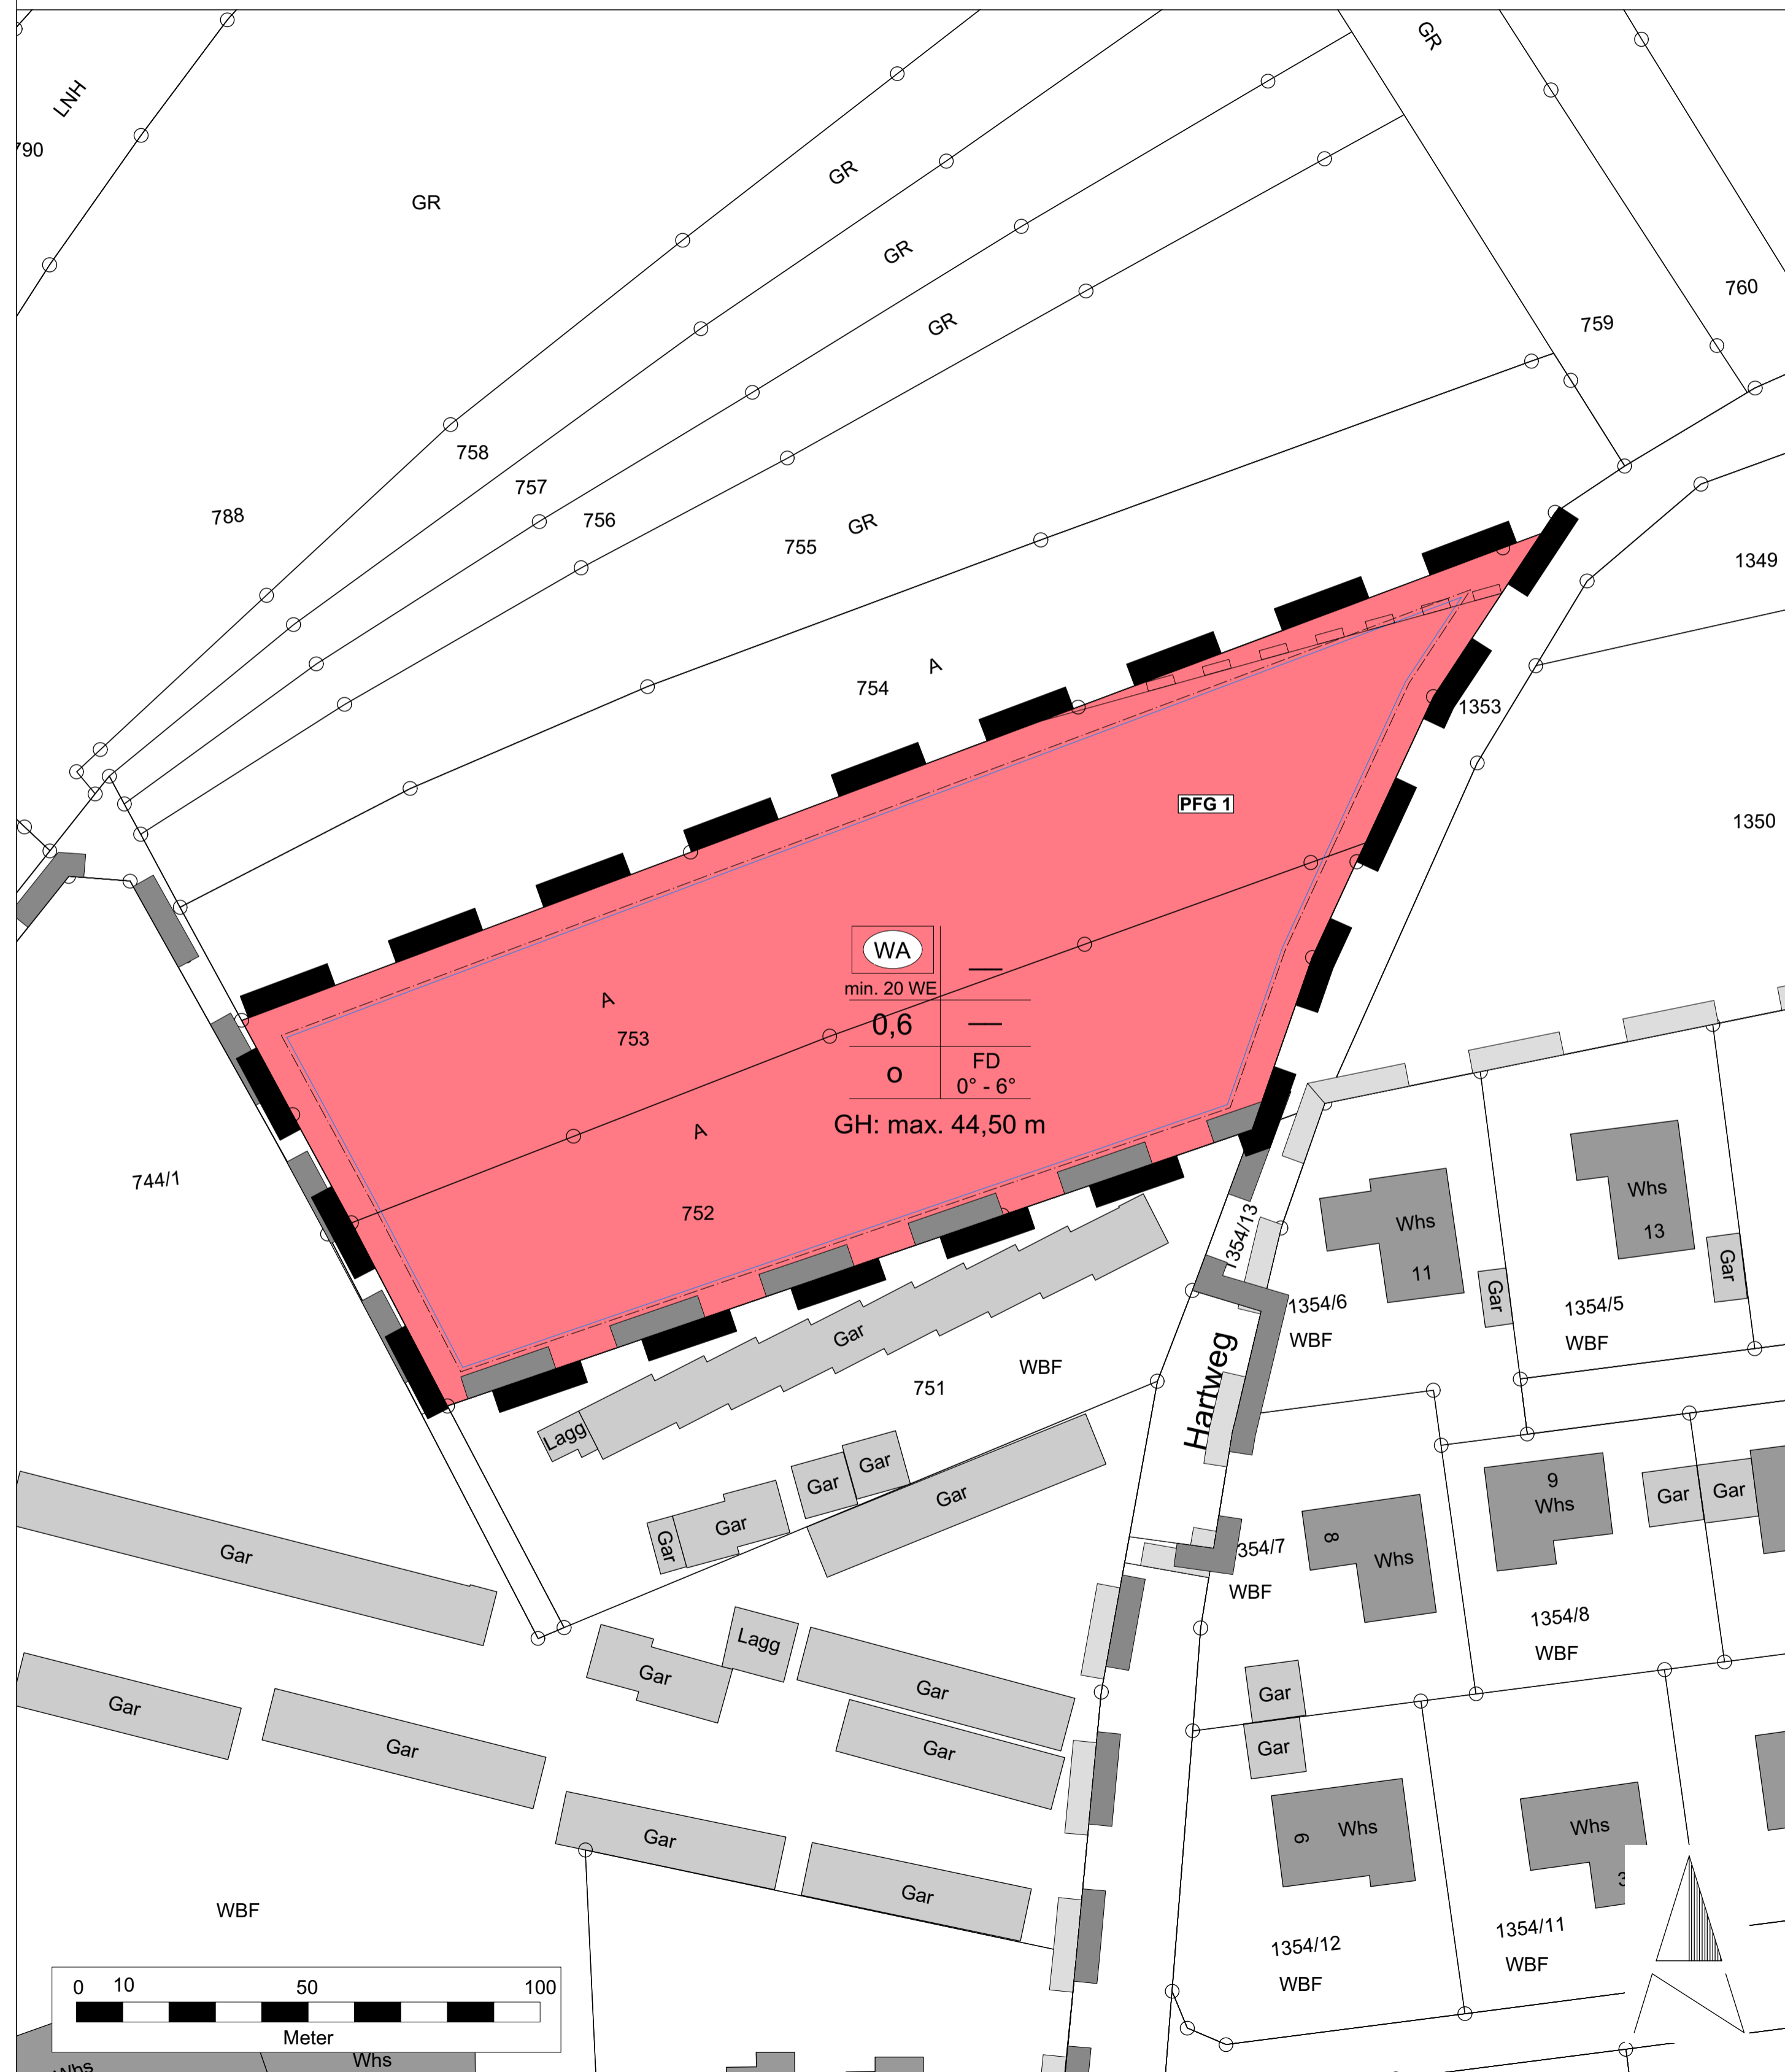 GR
LNH
790
GR
GR
GR
GR
760
759
758
757
788
756
GR
755
1349
A
754
1353
PFG 1
1350
WA
min. 20 WE
A
0,6
753
FD
o
0° - 6°
GH: max. 44,50 m
A
744/1
752
Whs
13
Whs
11
1354/13
Gar
Gar
1354/6
WBF
1354/5
WBF
Gar
WBF
751
Hartweg
Lagg
Gar
Gar
Gar
Gar
Gar
9
Whs
Gar
Gar
8
Whs
354/7
WBF
Gar
1354/8
WBF
Lagg
Gar
Gar
Gar
Gar
Gar
Gar
Gar
Gar
Gar
6
Whs
Whs
3
WBF
1354/12
WBF
1354/11
WBF
0 10 50 100
Meter
Whs
Whs